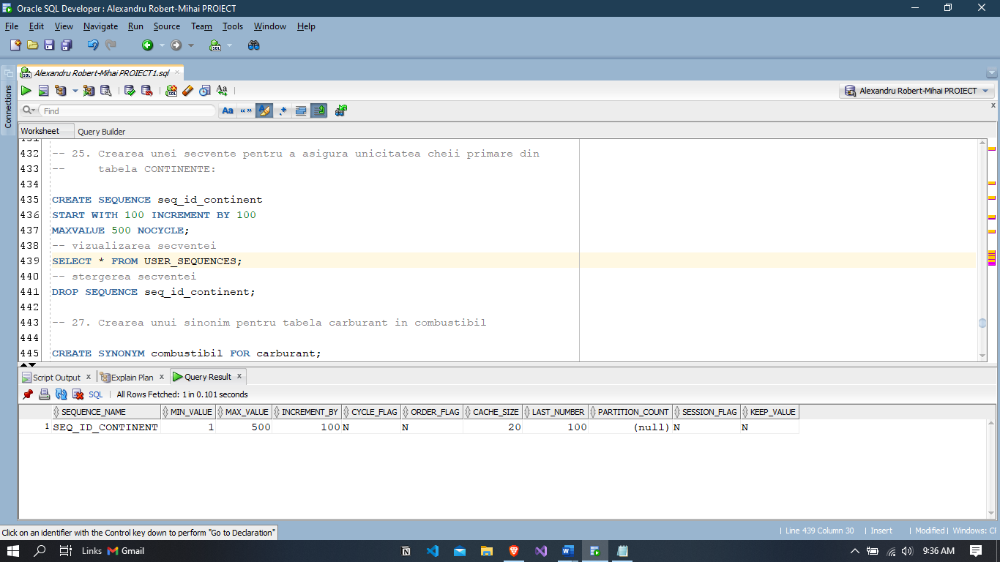 Oracle SQL Developer : Alexandru Robert-Mihai PROIECT
File Edit View Navigate Run Source Team Tools Window Help
Connections
Alexandru Robert-Mihai PROIECT1.sql
Alexandru Robert-Mihai PROIECT
Find
Aa
Worksheet Query Builder
431
432 -- 25. Crearea unei secvente pentru a asigura unicitatea cheii primare din
433 -- tabela CONTINENTE:
434
435 CREATE SEQUENCE seq_id_continent
436 START WITH 100 INCREMENT BY 100
437 MAXVALUE 500 NOCYCLE;
438 -- vizualizarea secventei
439 SELECT * FROM USER_SEQUENCES;
440 -- stergerea secventei
441 DROP SEQUENCE seq_id_continent;
442
443 -- 27. Crearea unui sinonim pentru tabela carburant in combustibil
444
445 CREATE SYNONYM combustibil FOR carburant;
Script Output x Explain Plan x Query Result x
SQL | All Rows Fetched: 1 in 0.101 seconds
SEQUENCE_NAME MIN_VALUE MAX_VALUE INCREMENT_BY CYCLE_FLAG ORDER_FLAG CACHE_SIZE LAST_NUMBER PARTITION_COUNT SESSION_FLAG KEEP_VALUE
1 SEQ_ID_CONTINENT 1 500 100 N N 20 100 (null) N N
Click on an identifier with the Control key down to perform "Go to Declaration"
| Line 439 Column 30 | Insert | Modified | Windows: CF
Links Gmail 9:36 AM